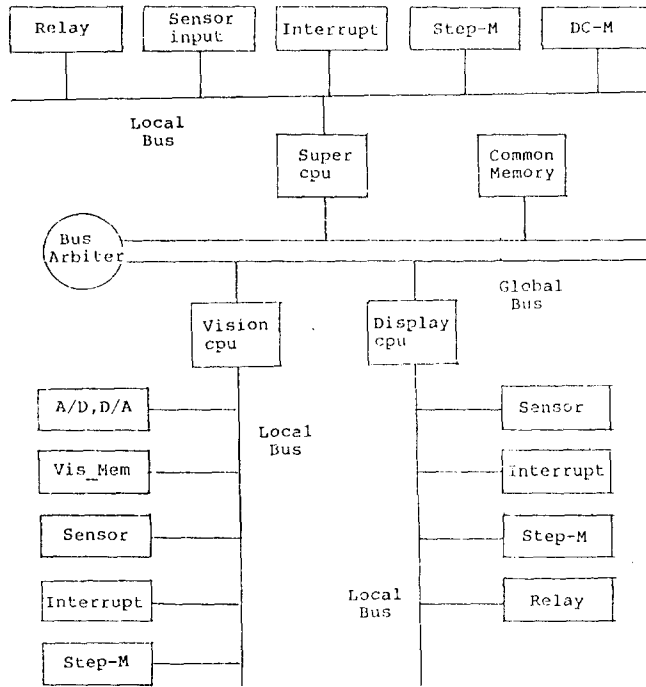 Relay
Sensor
input
Interrupt
Step-M
DC-M
Local
Bus
Super
cpu
Common
Memory
Bus
Arbiter
Global
Bus
Vision
cpu
Display
cpu
A/D,D/A
Sensor
Local
Bus
Vis_Mem
Interrupt
Sensor
Step-M
Interrupt
Local
Bus
Relay
Step-M